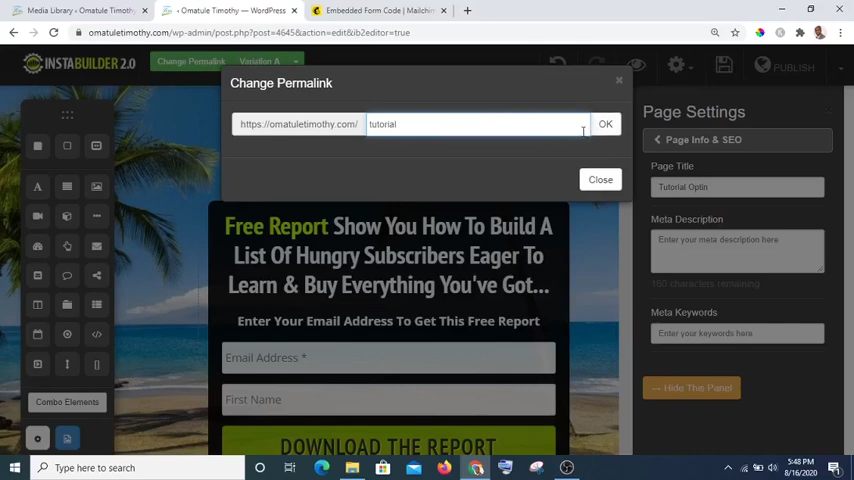 Media Library ‹ Omatule Timothy
‹ Omatule Timothy — WordPress
Embedded Form Code | Mailchim
omatuletimothy.com/wp-admin/post.php?post=4645&action=edit&ib2editor=true
INSTABUILDER 2.0
Change Permalink
Variation A
PUBLISH
Change Permalink
×
https://omatuletimothy.com/
tutorial
OK
Close
Page Settings
Page Info & SEO
Page Title
Tutorial Optin
Meta Description
Enter your meta description here
160 characters remaining
Meta Keywords
Enter your keywords here
→ Hide This Panel
Free Report Show You How To Build A
List Of Hungry Subscribers Eager To
Learn & Buy Everything You've Got...
Enter Your Email Address To Get This Free Report
Email Address *
First Name
DOWNLOAD THE REPORT
Combo Elements
Type here to search
5:48 PM
8/16/2020